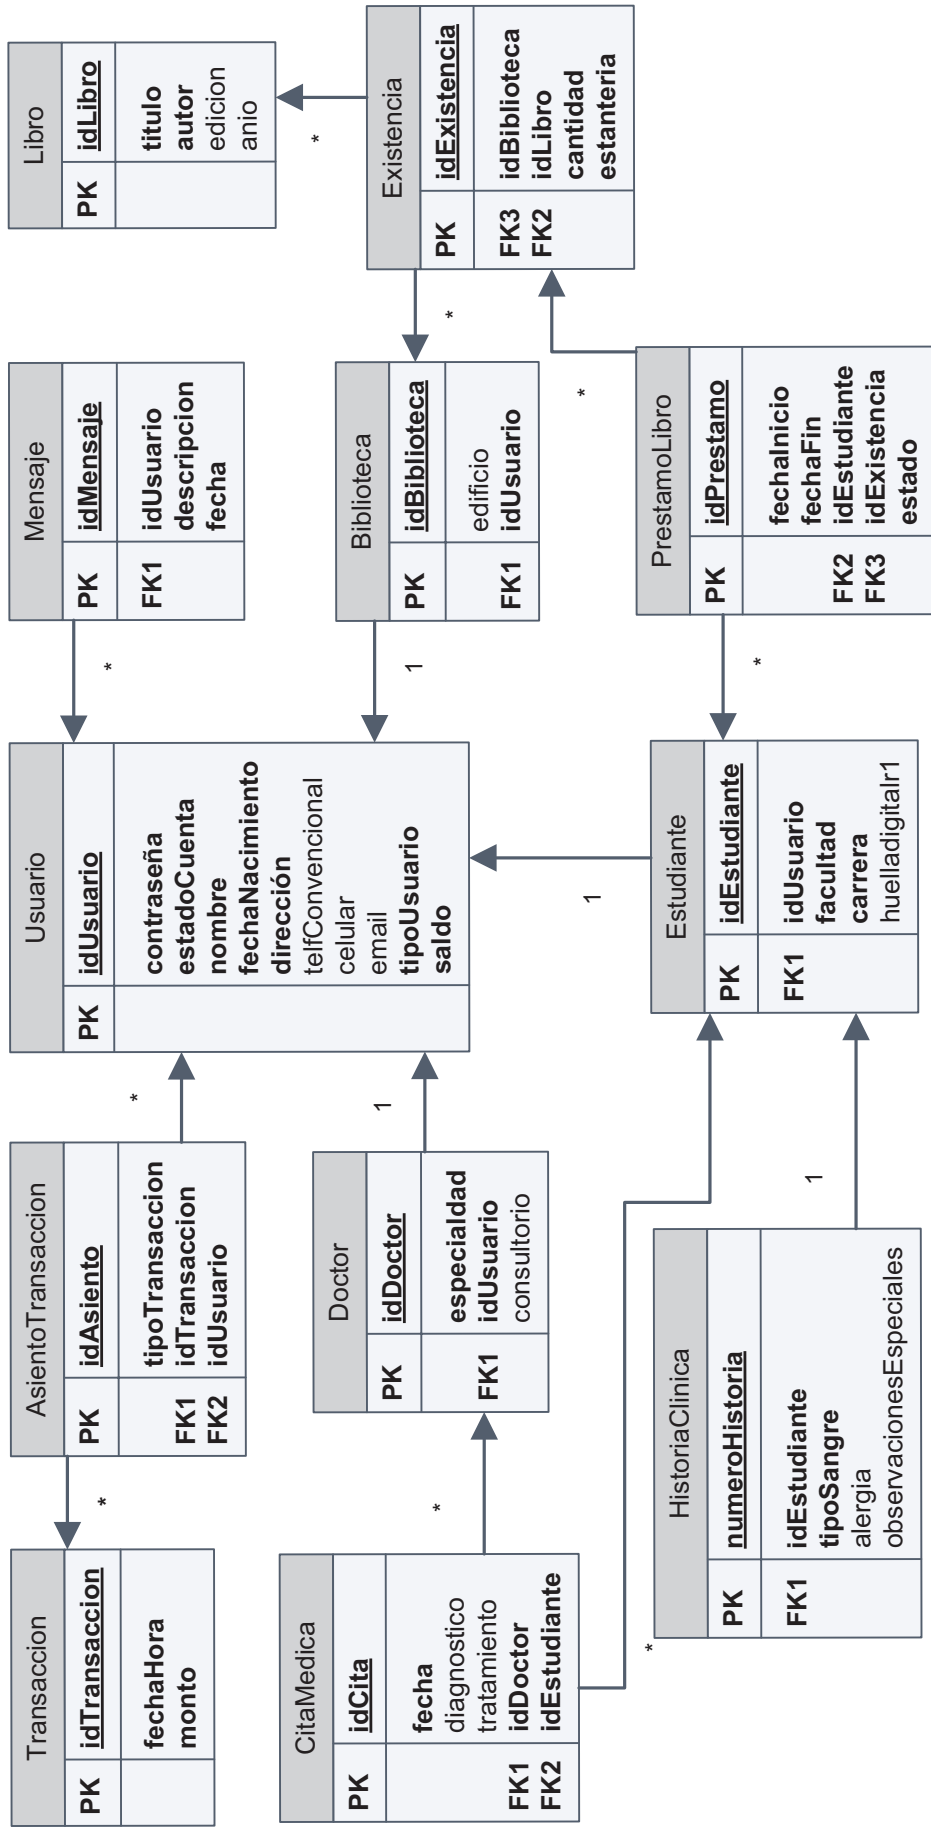 Transaccion
PK idTransaccion
fechaHora
monto
*
AsientoTransaccion
PK idAsiento
tipoTransaccion
FK1 idTransaccion
FK2 idUsuario
*
Usuario
PK idUsuario
contraseña
estadoCuenta
nombre
fechaNacimiento
dirección
telfConvencional
celular
email
tipoUsuario
saldo
*
Mensaje
PK idMensaje
FK1 idUsuario
descripcion
fecha
Libro
PK idLibro
titulo
autor
edicion
anio
*
CitaMedica
PK idCita
fecha
diagnostico
tratamiento
FK1 idDoctor
FK2 idEstudiante
*
Doctor
PK idDoctor
especialdad
FK1 idUsuario
consultorio
1
1
Biblioteca
PK idBiblioteca
edificio
FK1 idUsuario
*
Existencia
PK idExistencia
FK3 idBiblioteca
FK2 idLibro
cantidad
estanteria
*
1
*
HistoriaClinica
PK numeroHistoria
FK1 idEstudiante
tipoSangre
alergia
observacionesEspeciales
1
Estudiante
PK idEstudiante
FK1 idUsuario
facultad
carrera
huelladigitalr1
*
PrestamoLibro
PK idPrestamo
fechaInicio
fechaFin
FK2 idEstudiante
FK3 idExistencia
estado